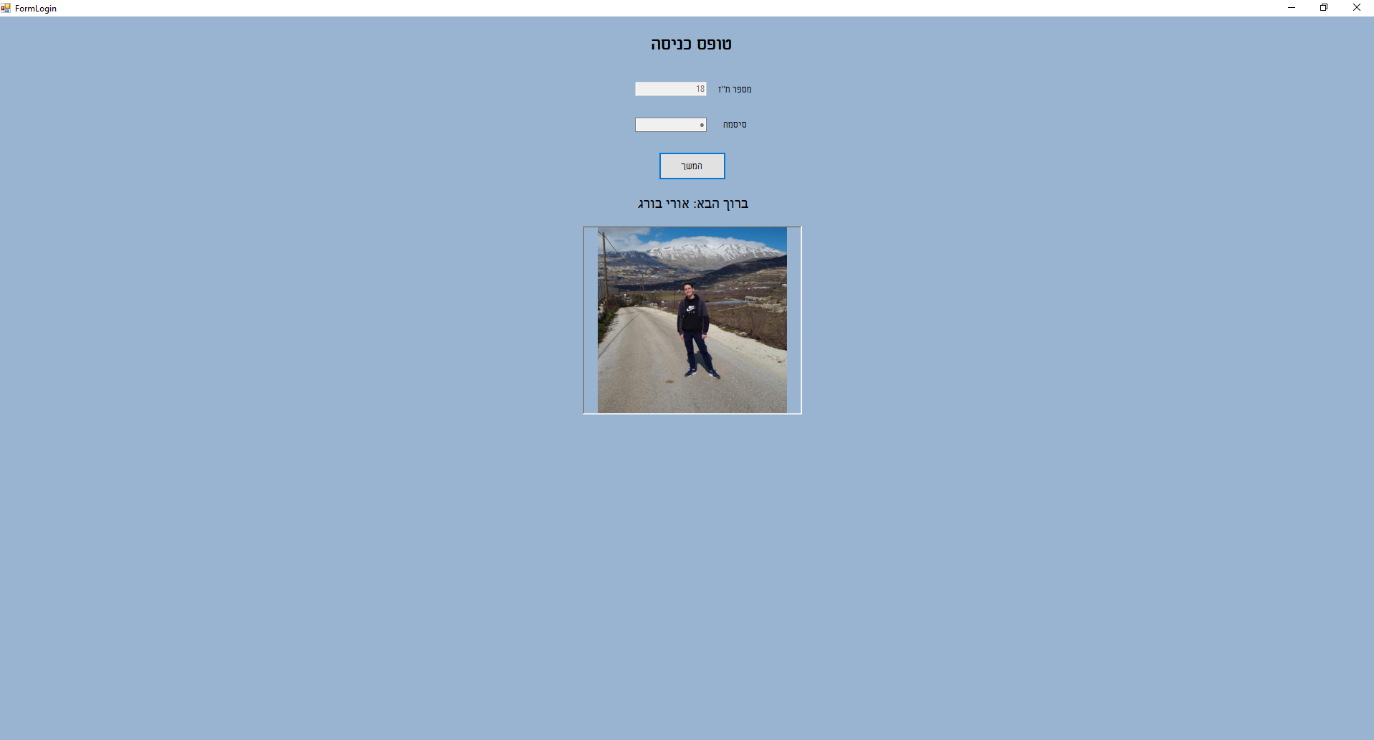 FormLogin
טופס כניסה
מספר ת"ז 18
סיסמה
המשך
ברוך הבא: אורי בורג